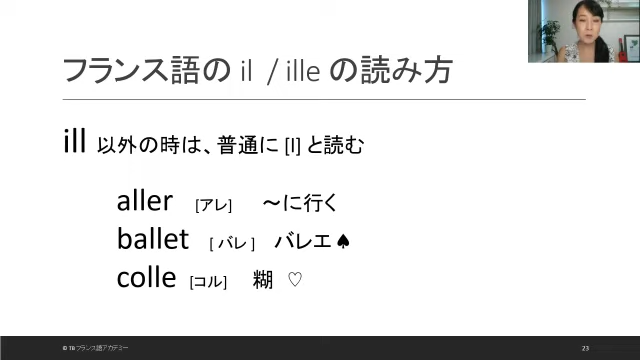 フランス語の il / ille の読み方
ill 以外の時は、普通に [l] と読む
aller [アレ] ～に行く
ballet [ バレ ] バレエ ♠
colle [コル] 糊 ♡
© TB フランス語アカデミー
23